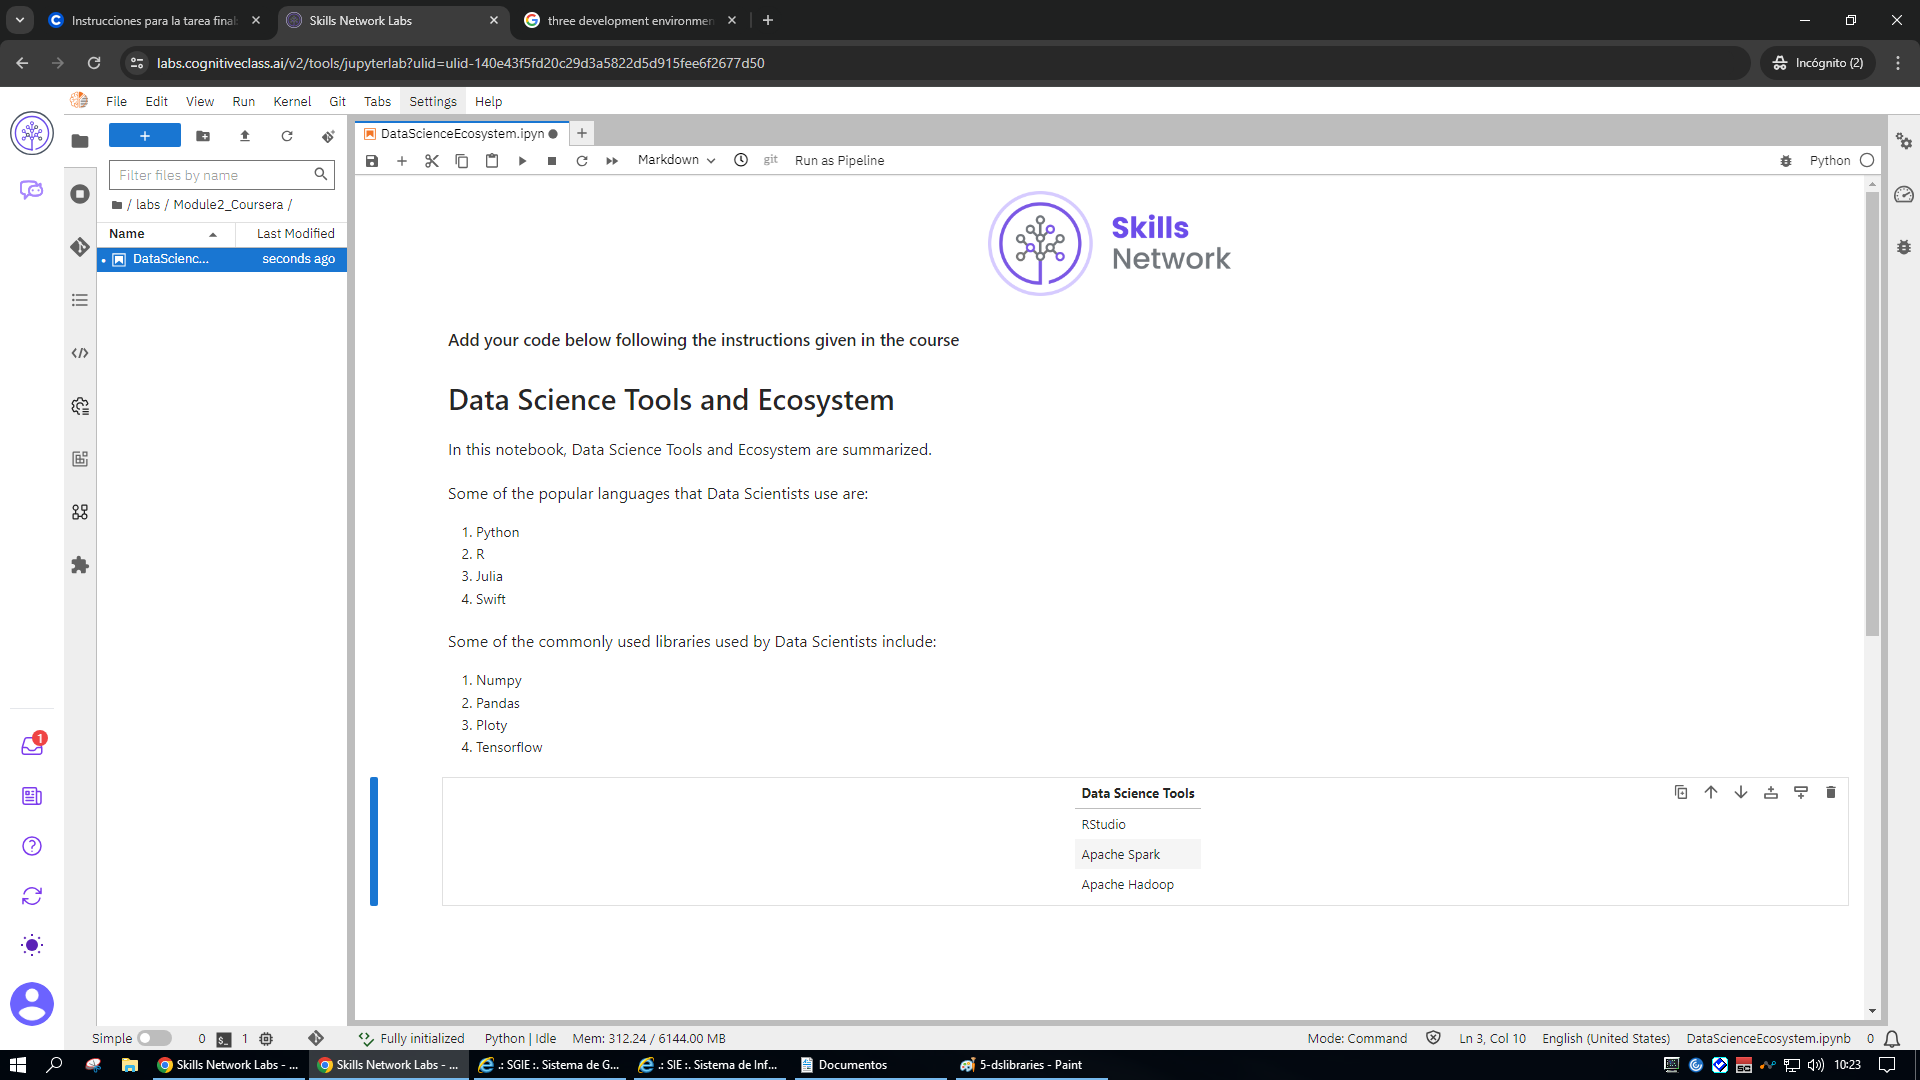 Instrucciones para la tarea final
Skills Network Labs
three development environmen
labs.cognitiveclass.ai/v2/tools/jupyterlab?ulid=ulid-140e43f5fd20c29d3a5822d5d915fee6f2677d50
Incógnito (2)
File Edit View Run Kernel Git Tabs Settings Help
DataScienceEcosystem.ipyn
Markdown
git
Run as Pipeline
Python
Filter files by name
/ labs / Module2_Coursera /
Name Last Modified
DataScienc... seconds ago
Skills
Network
Add your code below following the instructions given in the course
Data Science Tools and Ecosystem
In this notebook, Data Science Tools and Ecosystem are summarized.
Some of the popular languages that Data Scientists use are:
1. Python
2. R
3. Julia
4. Swift
Some of the commonly used libraries used by Data Scientists include:
1. Numpy
2. Pandas
3. Ploty
4. Tensorflow
Data Science Tools
RStudio
Apache Spark
Apache Hadoop
1
Simple 0 1 Fully initialized Python | Idle Mem: 312.24 / 6144.00 MB Mode: Command Ln 3, Col 10 English (United States) DataScienceEcosystem.ipynb 0
Skills Network Labs - ... Skills Network Labs - ... .: SGIE :. Sistema de G... .: SIE :. Sistema de Inf... Documentos 5-dslibraries - Paint 10:23